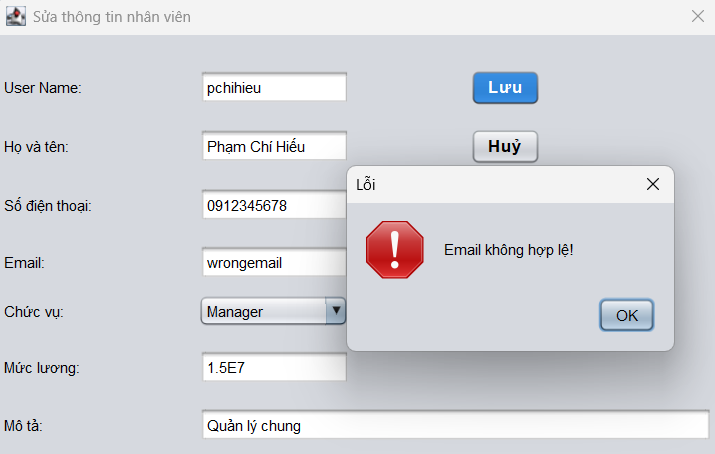 Sửa thông tin nhân viên
User Name:
pchihieu
Lưu
Họ và tên:
Phạm Chí Hiếu
Huỷ
Số điện thoại:
0912345678
Email:
wrongemail
Chức vụ:
Manager
Mức lương:
1.5E7
Mô tả:
Quản lý chung
Lỗi
Email không hợp lệ!
OK